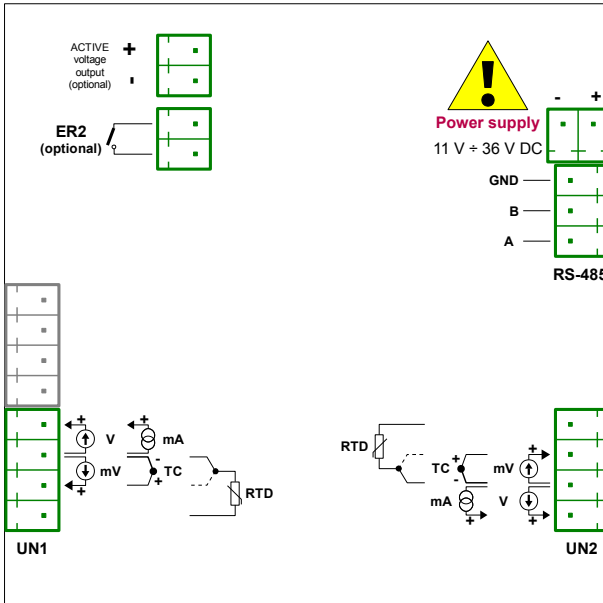 ACTIVE +
voltage
output
(optional) -
ER2
(optional)
- +
Power supply
11 V ÷ 36 V DC
GND
B
A
RS-485
+ +
V mA
mV - TC
+ +
RTD
UN1
RTD
TC + mV +
-
mA V
+ +
UN2